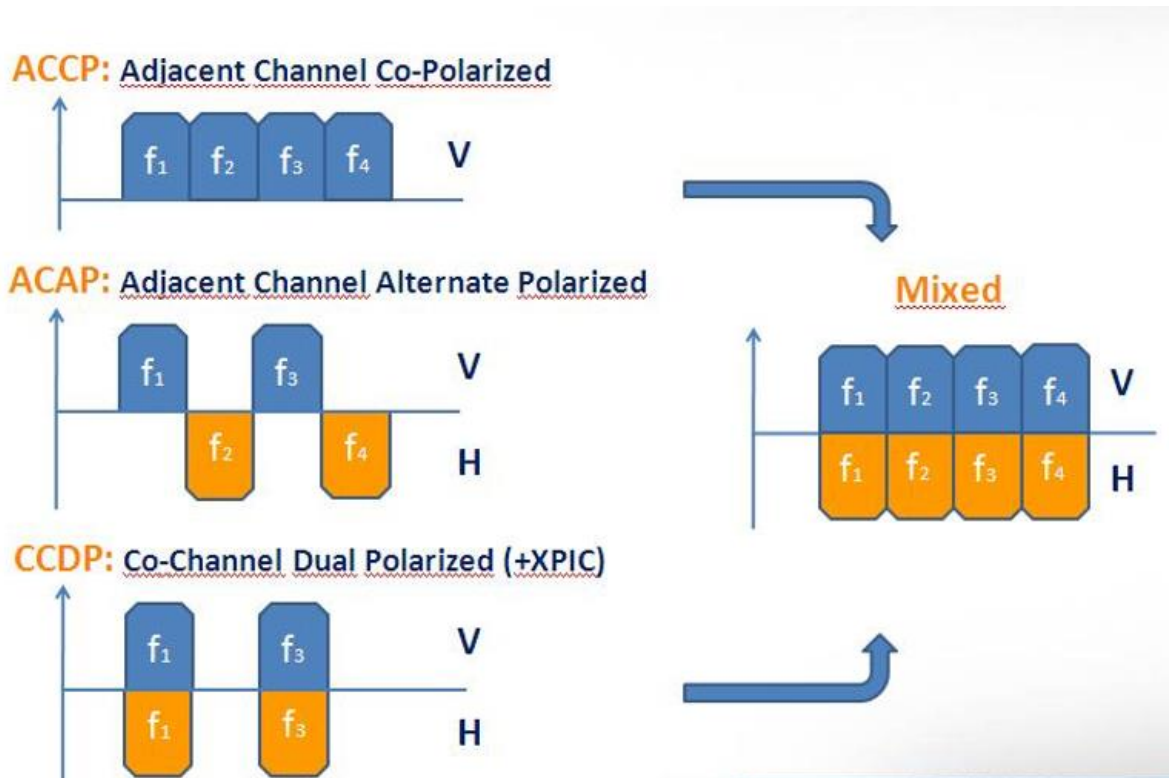 ACCP: Adjacent Channel Co-Polarized
f1 f2 f3 f4 V
ACAP: Adjacent Channel Alternate Polarized
f1 f3 V
f2 f4 H
CCDP: Co-Channel Dual Polarized (+XPIC)
f1 f3 V
f1 f3 H
Mixed
f1 f2 f3 f4 V
f1 f2 f3 f4 H